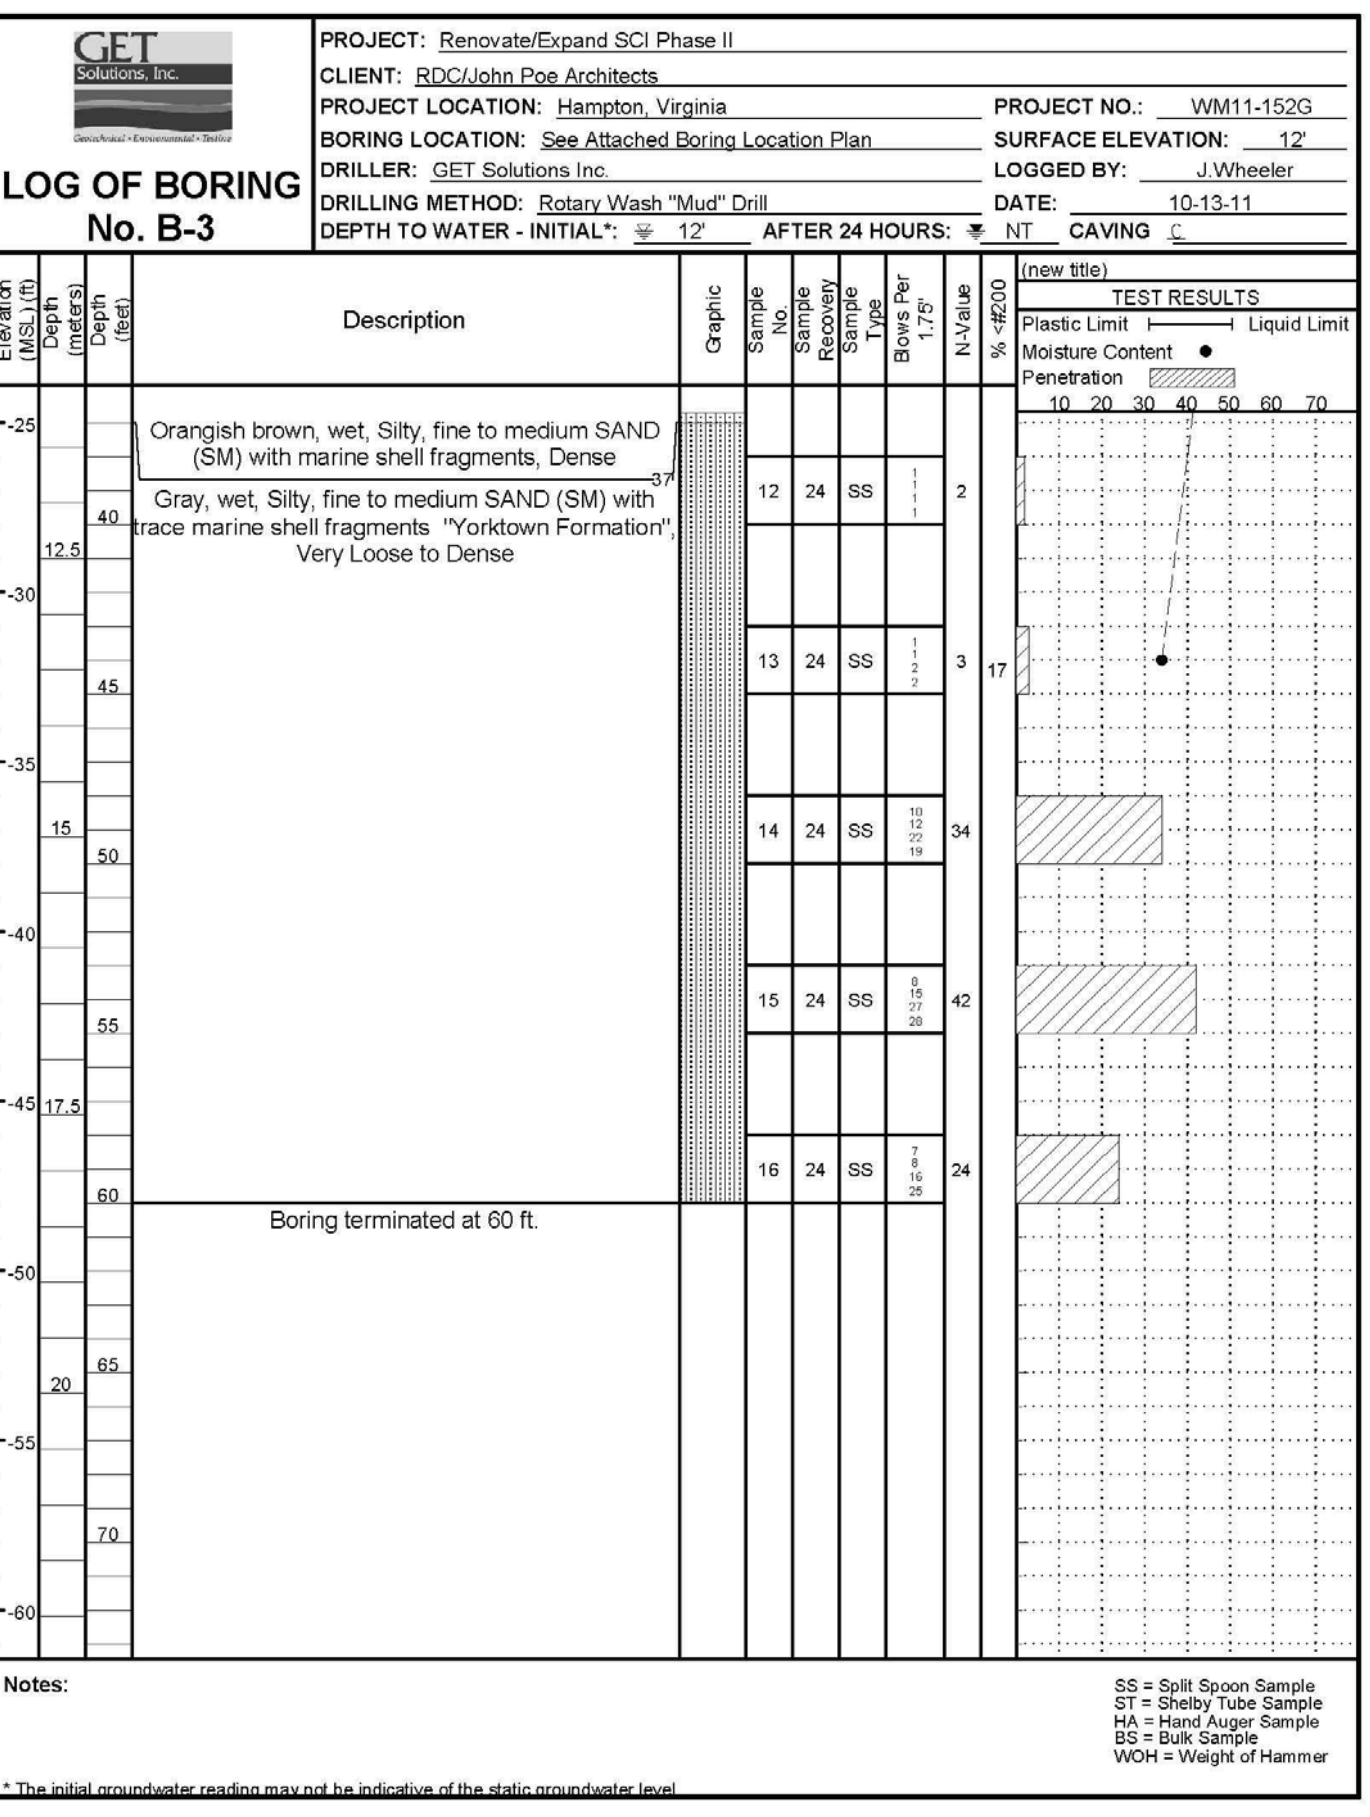 GET
Solutions, Inc.
Geotechnical • Environmental • Testing
LOG OF BORING
No. B-3
PROJECT: Renovate/Expand SCI Phase II
CLIENT: RDC/John Poe Architects
PROJECT LOCATION: Hampton, Virginia PROJECT NO.: WM11-152G
BORING LOCATION: See Attached Boring Location Plan SURFACE ELEVATION: 12'
DRILLER: GET Solutions Inc. LOGGED BY: J.Wheeler
DRILLING METHOD: Rotary Wash "Mud" Drill DATE: 10-13-11
DEPTH TO WATER - INITIAL*: 12' AFTER 24 HOURS: NT CAVING C
Elevation (MSL) (ft)
Depth (meters)
Depth (feet)
Description
Graphic
Sample No.
Sample Recovery
Sample Type
Blows Per 1.75"
N-Value
% <#200
(new title)
TEST RESULTS
Plastic Limit Liquid Limit
Moisture Content
Penetration
10 20 30 40 50 60 70
-25
Orangish brown, wet, Silty, fine to medium SAND
(SM) with marine shell fragments, Dense
37
Gray, wet, Silty, fine to medium SAND (SM) with
trace marine shell fragments "Yorktown Formation",
Very Loose to Dense
12 24 SS 1 1 1 1 2
40
12.5
-30
13 24 SS 1 1 2 2 3 17
45
-35
14 24 SS 10 12 22 19 34
15
50
-40
15 24 SS 8 15 27 28 42
55
-45 17.5
16 24 SS 7 8 16 25 24
60
Boring terminated at 60 ft.
-50
65
20
-55
70
-60
Notes:
SS = Split Spoon Sample
ST = Shelby Tube Sample
HA = Hand Auger Sample
BS = Bulk Sample
WOH = Weight of Hammer
* The initial groundwater reading may not be indicative of the static groundwater level